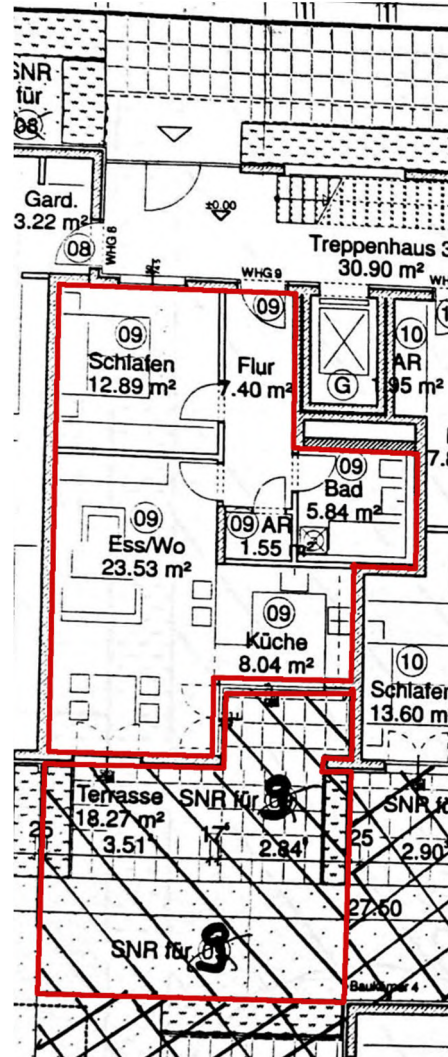 SNR
für
08
Gard.
3.22 m²
08
WHG 8
±0.00
Treppenhaus 3
30.90 m²
WHG 9
09
09
Schlafen
12.89 m²
Flur
7.40 m²
10
AR
1.95 m²
G
09
Bad
5.84 m²
09
Ess/Wo
23.53 m²
09 AR
1.55 m²
09
Küche
8.04 m²
10
Schlafen
13.60 m
Terrasse
18.27 m²
SNR für
SNR fü
25
3.51
17
2.84
25
2.90
27.50
SNR für 09
Baukörper 4